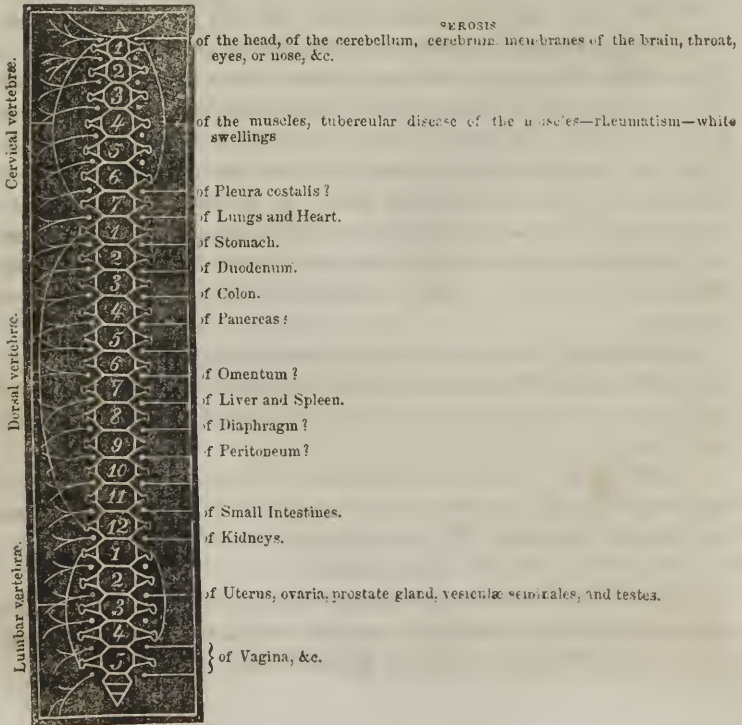 SEROSIS
of the head, of the cerebellum, cerebrum, membranes of the brain, throat,
eyes, or nose, &c.
of the muscles, tubercular disease of the muscles—rheumatism—white
swellings
of Pleura costalis?
of Lungs and Heart.
of Stomach.
of Duodenum.
of Colon.
of Pancreas?
of Omentum?
of Liver and Spleen.
of Diaphragm?
of Peritoneum?
of Small Intestines.
of Kidneys.
of Uterus, ovaria, prostate gland, vesiculæ seminales, and testes.
} of Vagina, &c.
Cervical vertebræ.
Dorsal vertebræ.
Lumbar vertebræ.
1
2
3
4
5
6
7
1
2
3
4
5
6
7
8
9
10
11
12
1
2
3
4
5